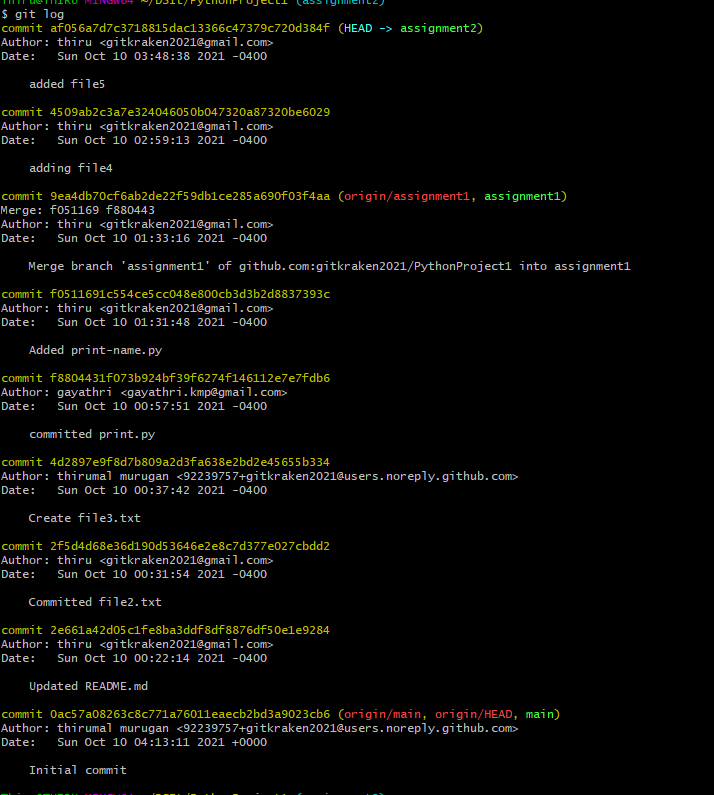 Thiru@Thiru MINGW64 ~/DSIt/PythonProject1 (assignment2)
$ git log
commit af056a7d7c3718815dac13366c47379c720d384f (HEAD -> assignment2)
Author: thiru <gitkraken2021@gmail.com>
Date:   Sun Oct 10 03:48:38 2021 -0400
added file5
commit 4509ab2c3a7e324046050b047320a87320be6029
Author: thiru <gitkraken2021@gmail.com>
Date:   Sun Oct 10 02:59:13 2021 -0400
adding file4
commit 9ea4db70cf6ab2de22f59db1ce285a690f03f4aa (origin/assignment1, assignment1)
Merge: f051169 f880443
Author: thiru <gitkraken2021@gmail.com>
Date:   Sun Oct 10 01:33:16 2021 -0400
Merge branch 'assignment1' of github.com:gitkraken2021/PythonProject1 into assignment1
commit f0511691c554ce5cc048e800cb3d3b2d8837393c
Author: thiru <gitkraken2021@gmail.com>
Date:   Sun Oct 10 01:31:48 2021 -0400
Added print-name.py
commit f8804431f073b924bf39f6274f146112e7e7fdb6
Author: gayathri <gayathri.kmp@gmail.com>
Date:   Sun Oct 10 00:57:51 2021 -0400
committed print.py
commit 4d2897e9f8d7b809a2d3fa638e2bd2e45655b334
Author: thirumal murugan <92239757+gitkraken2021@users.noreply.github.com>
Date:   Sun Oct 10 00:37:42 2021 -0400
Create file3.txt
commit 2f5d4d68e36d190d53646e2e8c7d377e027cbdd2
Author: thiru <gitkraken2021@gmail.com>
Date:   Sun Oct 10 00:31:54 2021 -0400
Committed file2.txt
commit 2e661a42d05c1fe8ba3ddf8df8876df50e1e9284
Author: thiru <gitkraken2021@gmail.com>
Date:   Sun Oct 10 00:22:14 2021 -0400
Updated README.md
commit 0ac57a08263c8c771a76011eaecb2bd3a9023cb6 (origin/main, origin/HEAD, main)
Author: thirumal murugan <92239757+gitkraken2021@users.noreply.github.com>
Date:   Sun Oct 10 04:13:11 2021 +0000
Initial commit